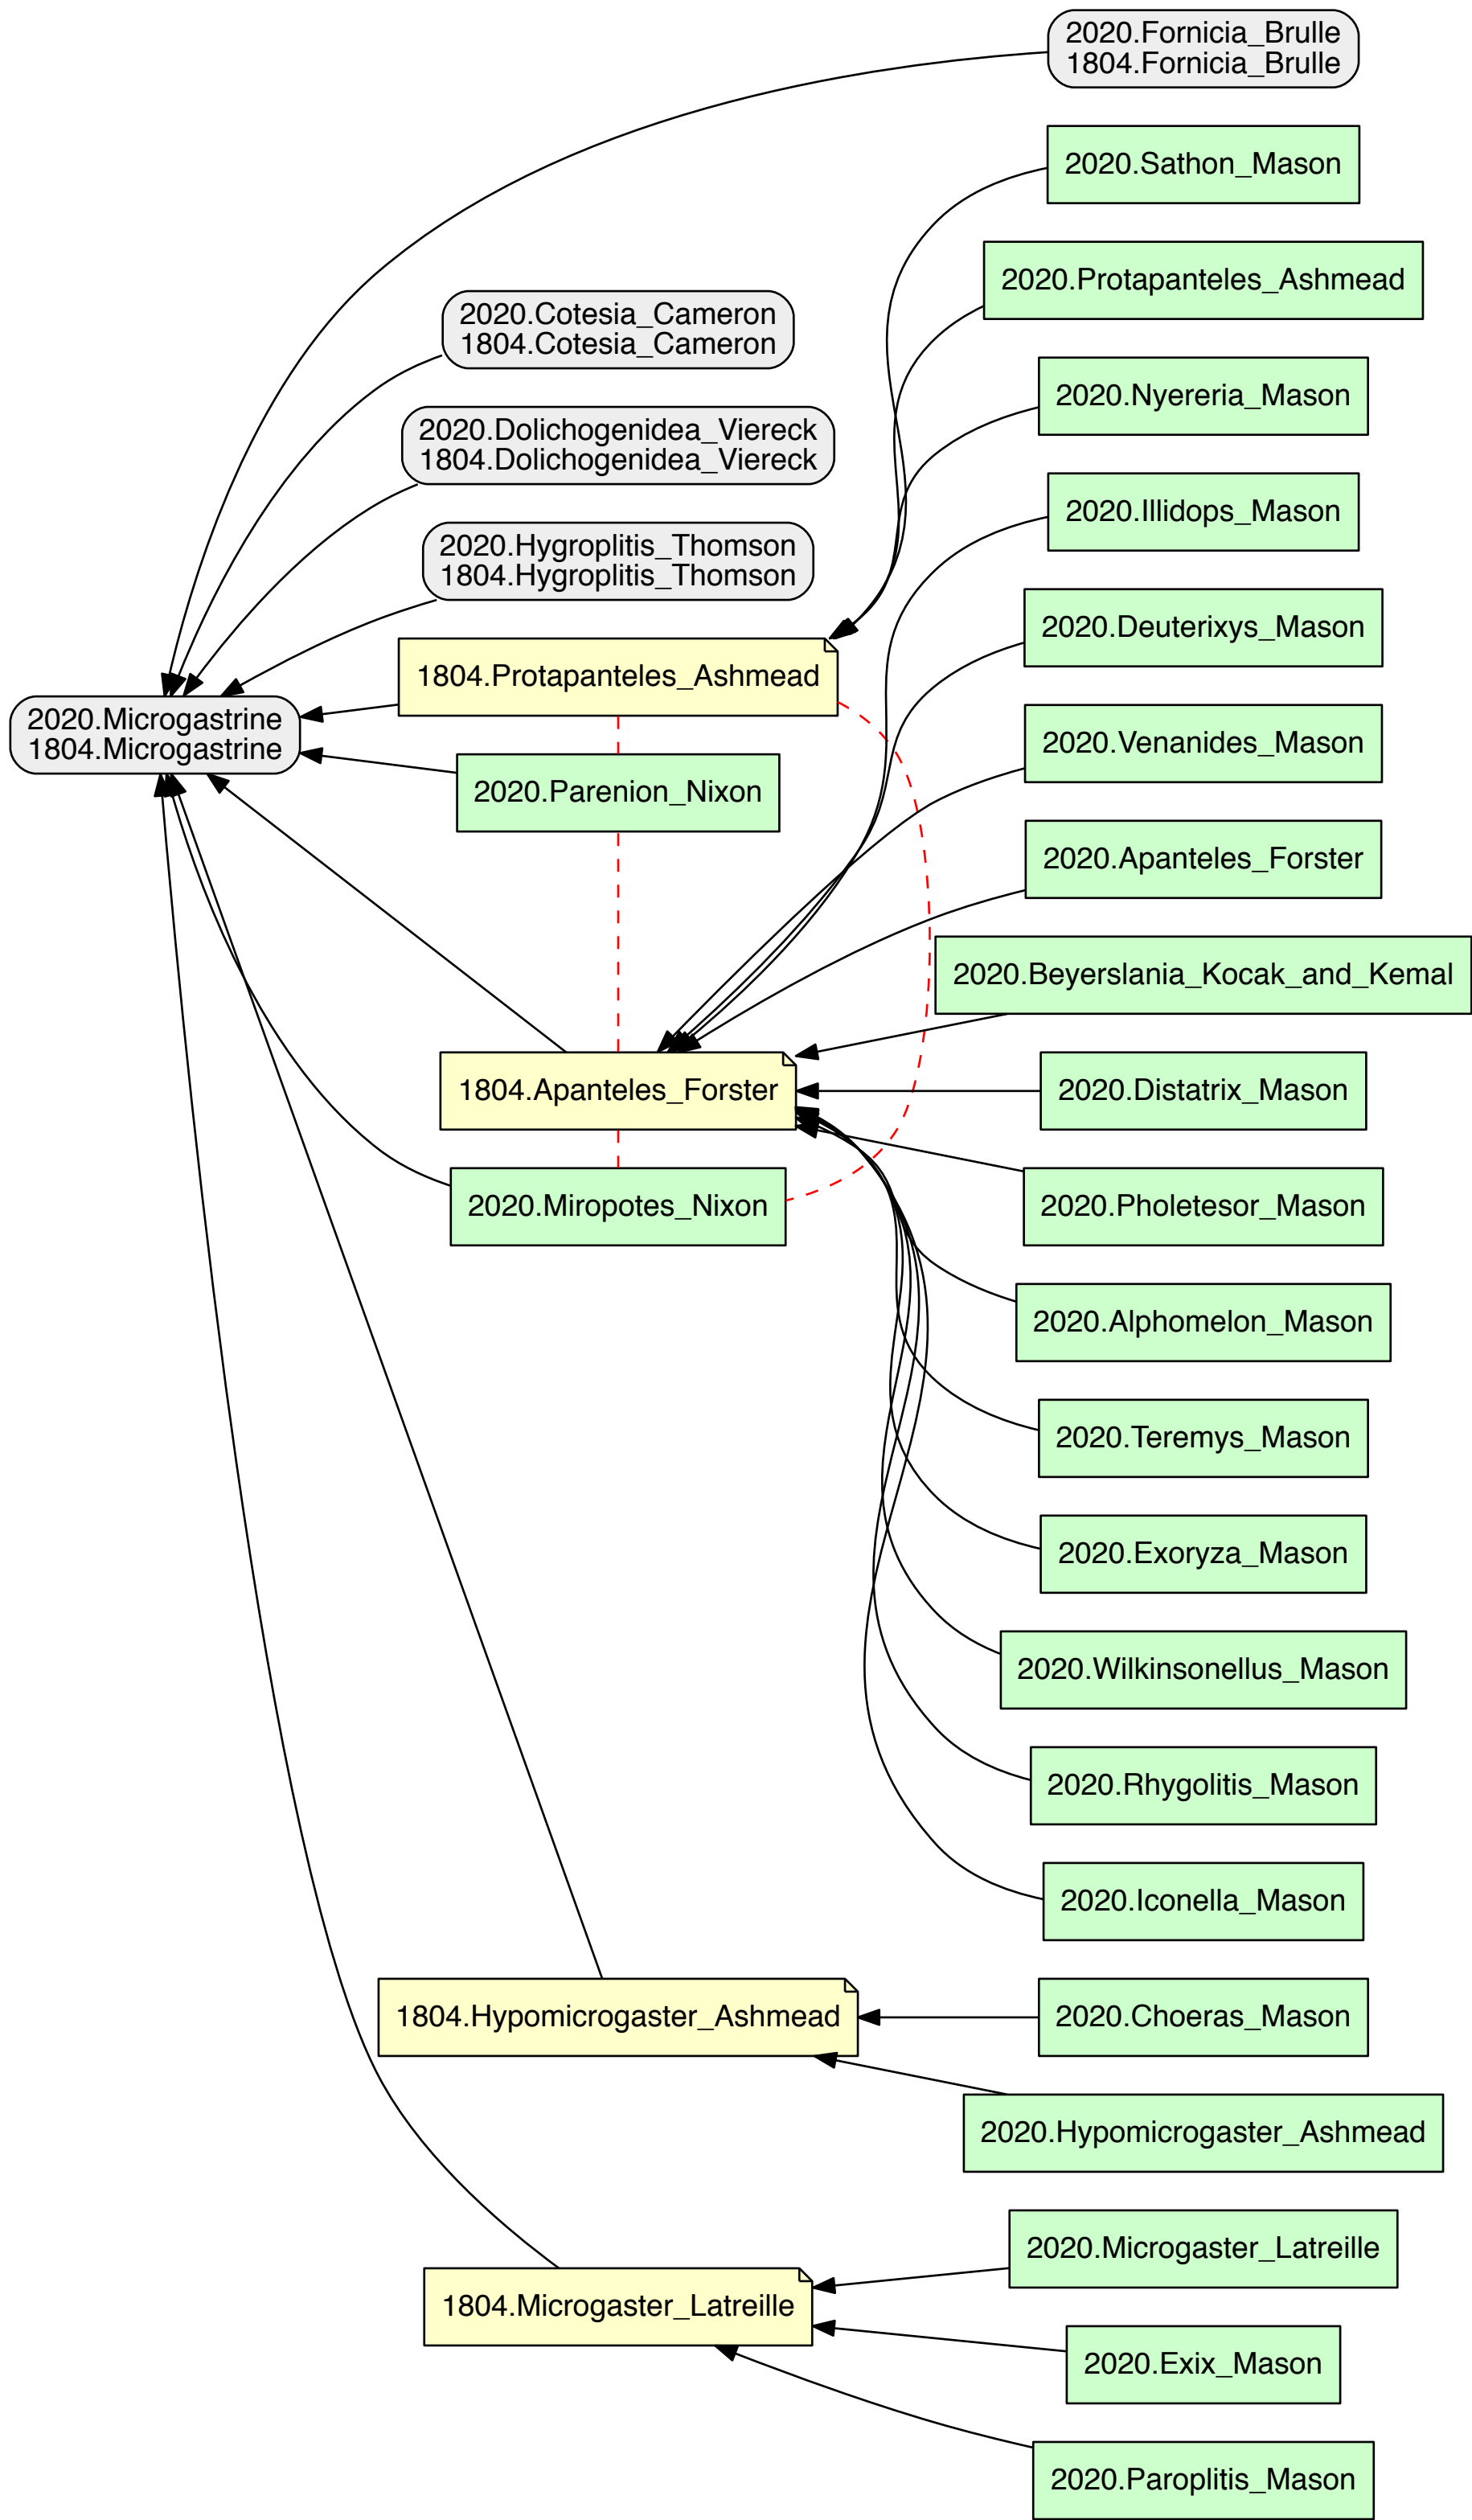 2020.Fornicia_Brulle
1804.Fornicia_Brulle
2020.Sathon_Mason
2020.Protapanteles_Ashmead
2020.Cotesia_Cameron
1804.Cotesia_Cameron
2020.Nyereria_Mason
2020.Dolichogenidea_Viereck
1804.Dolichogenidea_Viereck
2020.Illidops_Mason
2020.Hygroplitis_Thomson
1804.Hygroplitis_Thomson
2020.Deuterixys_Mason
1804.Protapanteles_Ashmead
2020.Microgastrine
1804.Microgastrine
2020.Venanides_Mason
2020.Parenion_Nixon
2020.Apanteles_Forster
2020.Beyerslania_Kocak_and_Kemal
1804.Apanteles_Forster
2020.Distatrix_Mason
2020.Miropotes_Nixon
2020.Pholetesor_Mason
2020.Alphomelon_Mason
2020.Teremys_Mason
2020.Exoryza_Mason
2020.Wilkinsonellus_Mason
2020.Rhygolitis_Mason
2020.Iconella_Mason
1804.Hypomicrogaster_Ashmead
2020.Choeras_Mason
2020.Hypomicrogaster_Ashmead
2020.Microgaster_Latreille
1804.Microgaster_Latreille
2020.Exix_Mason
2020.Paroplitis_Mason